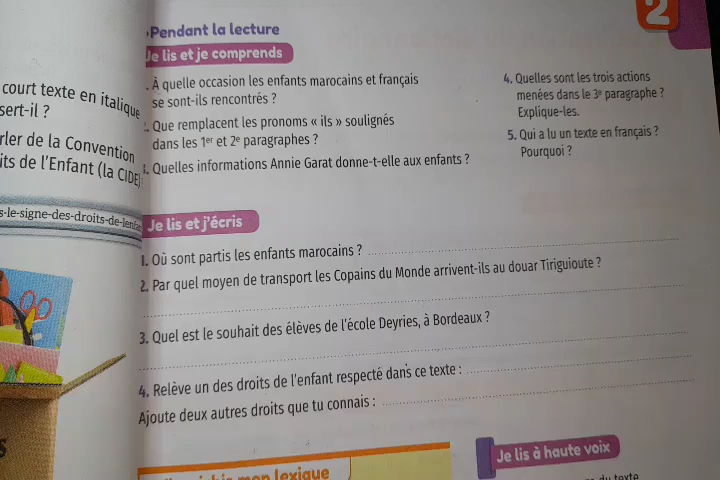 2
Pendant la lecture
Je lis et je comprends
À quelle occasion les enfants marocains et français
se sont-ils rencontrés ?
2. Que remplacent les pronoms « ils » soulignés
dans les 1er et 2e paragraphes ?
3. Quelles informations Annie Garat donne-t-elle aux enfants ?
4. Quelles sont les trois actions
menées dans le 3e paragraphe ?
Explique-les.
5. Qui a lu un texte en français ?
Pourquoi ?
court texte en italique
sert-il ?
rler de la Convention
its de l'Enfant (la CIDE)
s-le-signe-des-droits-de-lenfa
Je lis et j'écris
1. Où sont partis les enfants marocains ?
2. Par quel moyen de transport les Copains du Monde arrivent-ils au douar Tiriguioute ?
3. Quel est le souhait des élèves de l'école Deyries, à Bordeaux ?
4. Relève un des droits de l'enfant respecté dans ce texte :
Ajoute deux autres droits que tu connais :
mon lexique
Je lis à haute voix
du texte